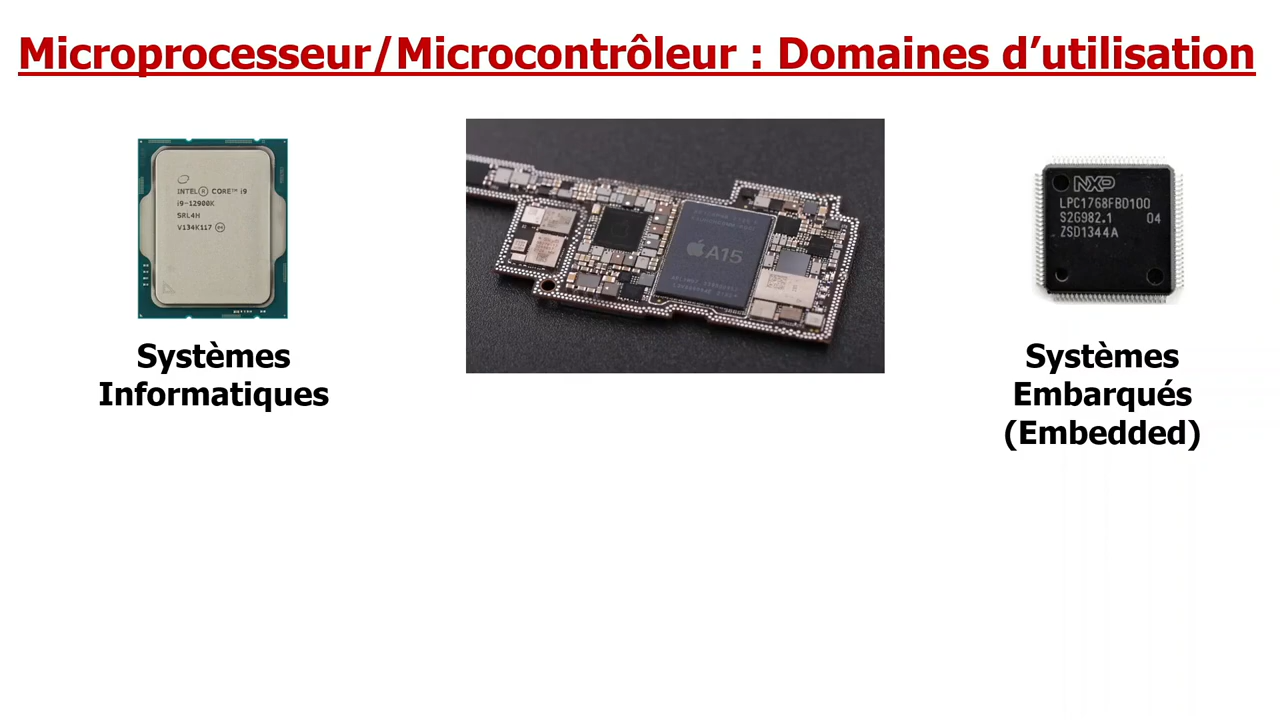 Microprocesseur/Microcontrôleur : Domaines d’utilisation
INTEL® CORE™ i9
i9-12900K
SRL4H
V134K117
A15
NXP
LPC1768FBD100
S2G982.1 04
ZSD1344A
Systèmes
Informatiques
Systèmes
Embarqués
(Embedded)